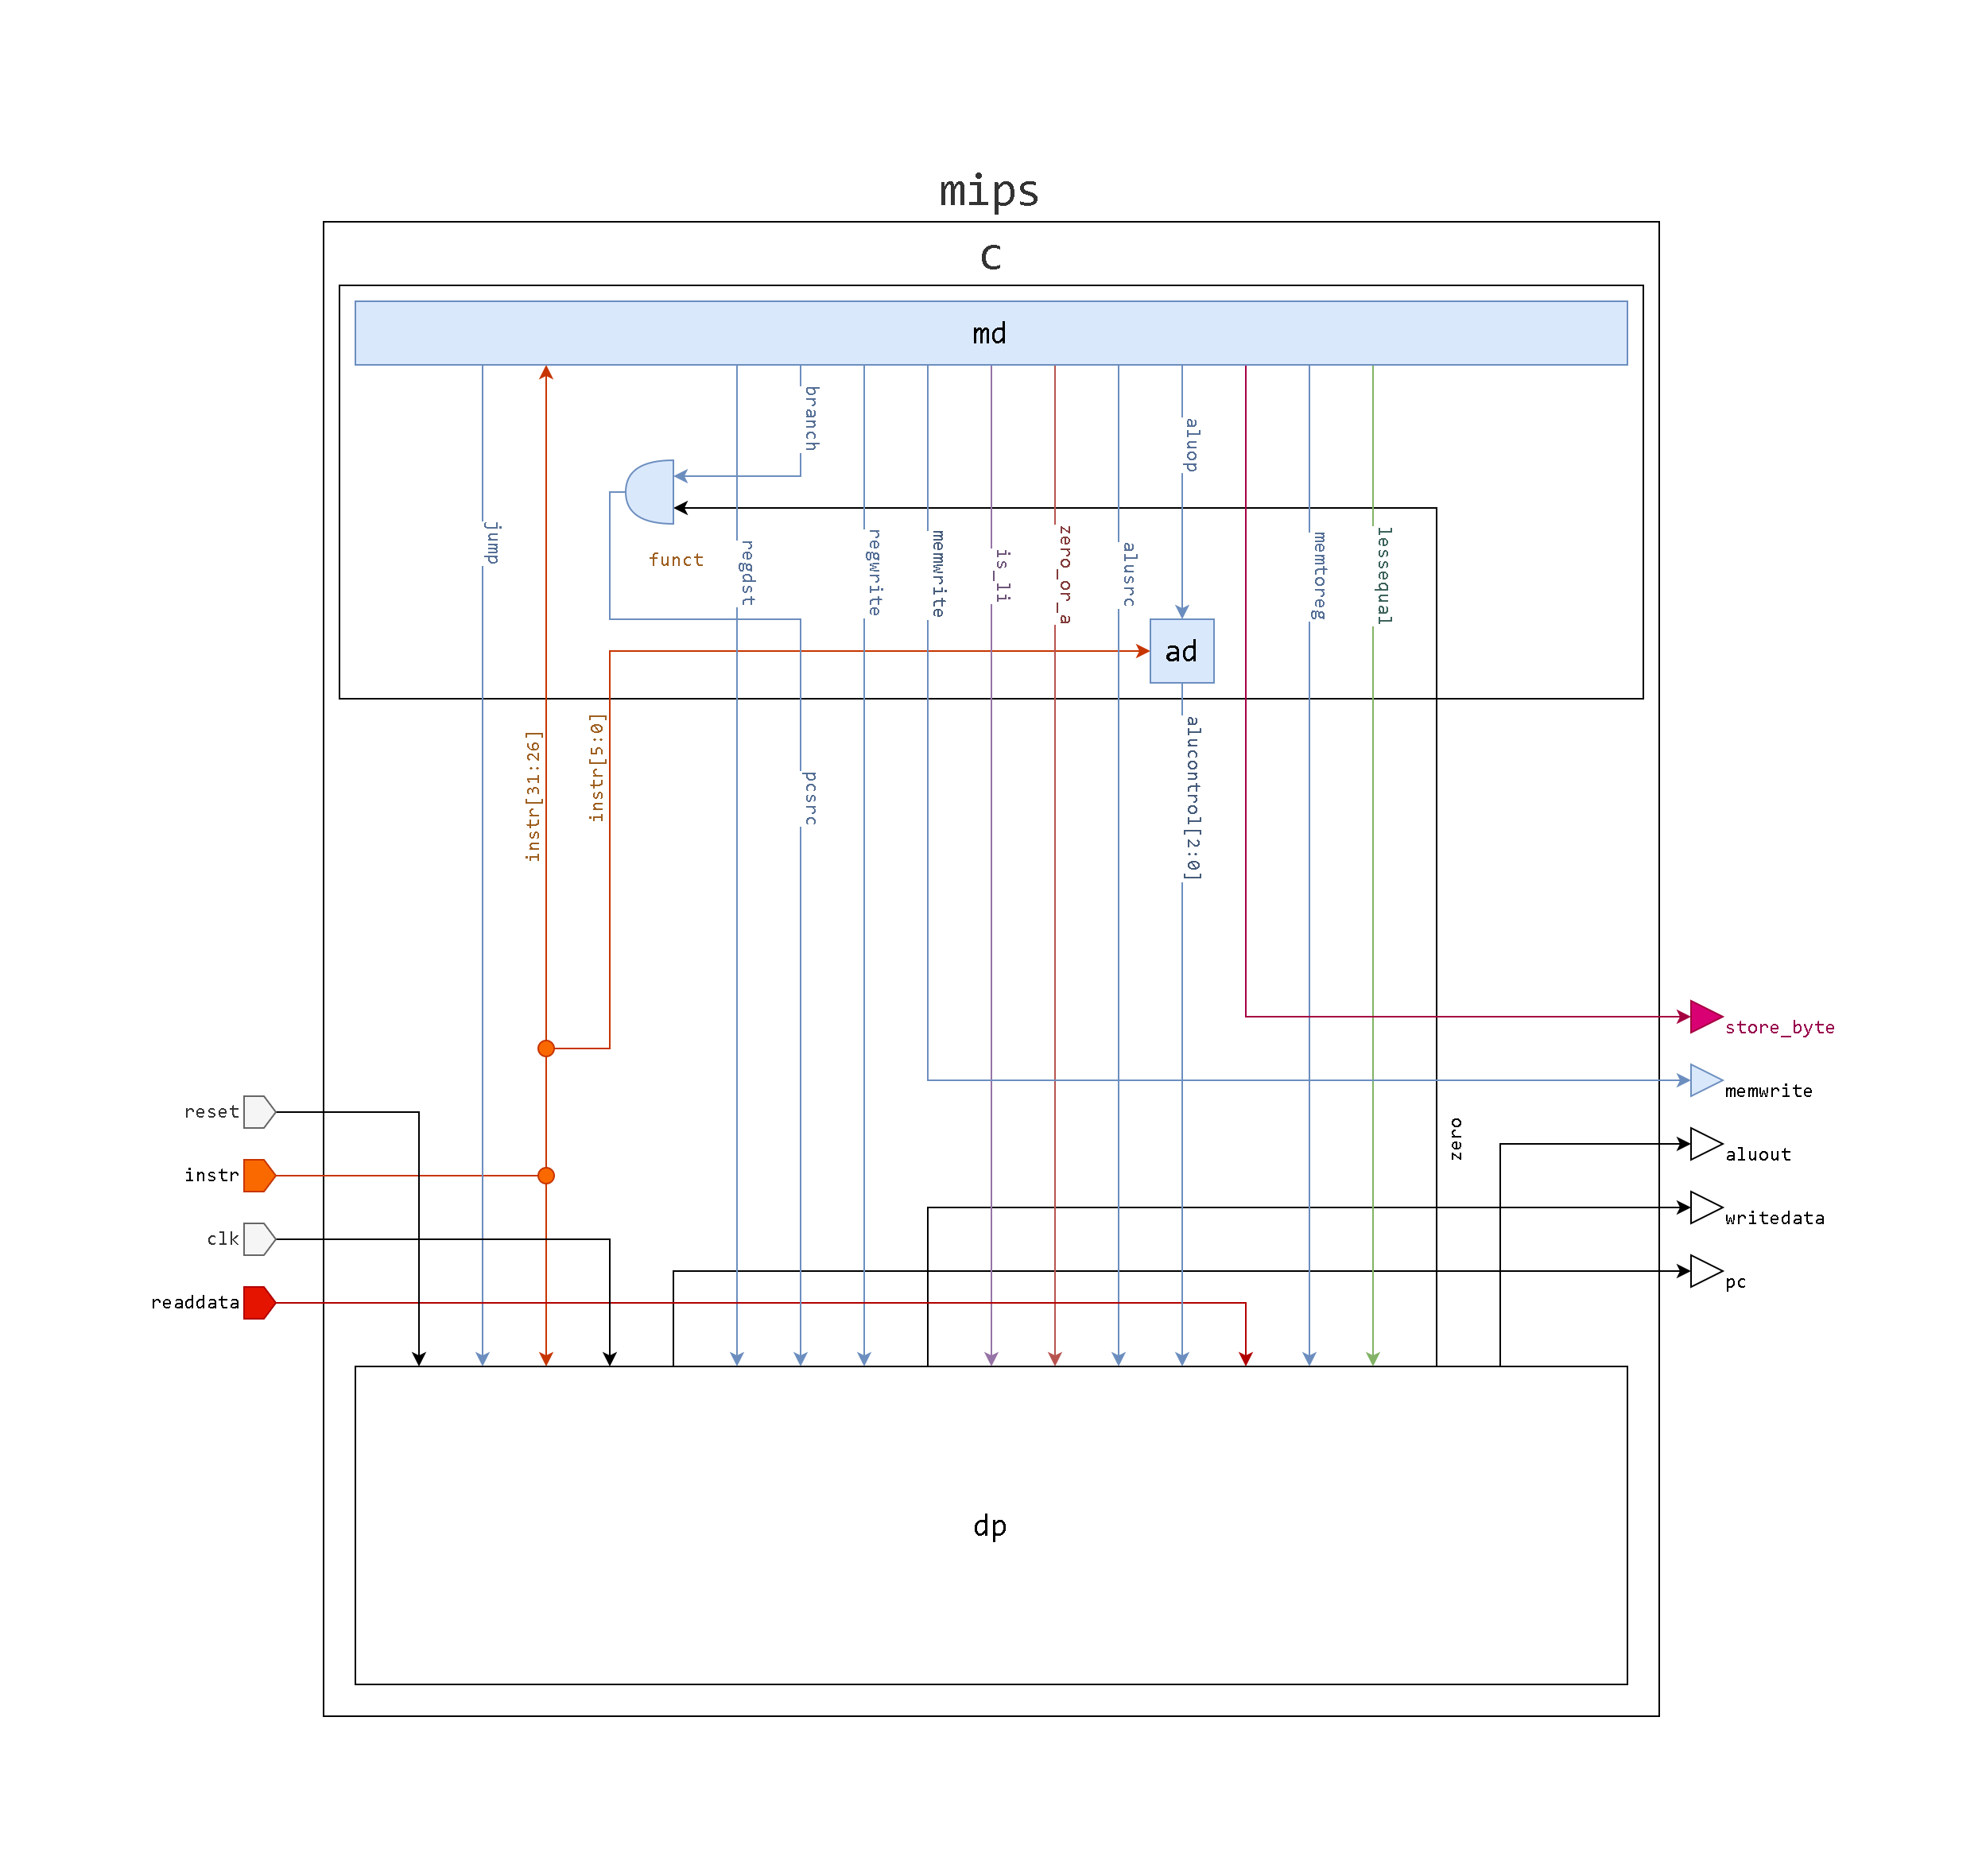 mips
C
md
branch
aluop
jump
funct
regdst
regwrite
memwrite
is_li
zero_or_a
alusrc
memtoreg
lessequal
ad
instr[31:26]
instr[5:0]
pcsrc
alucontrol[2:0]
store_byte
memwrite
reset
zero
aluout
instr
writedata
clk
pc
readdata
dp